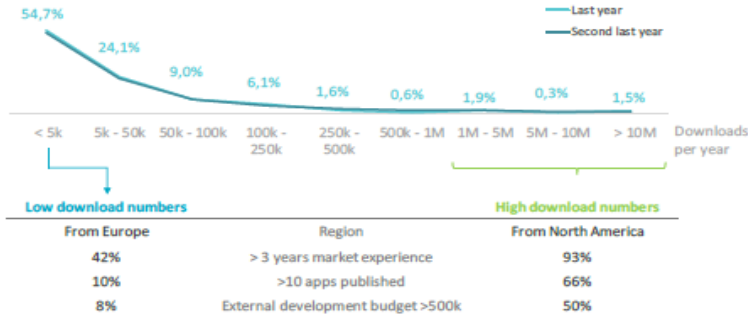 Last year
Second last year
54,7%
24,1%
9,0%
6,1%
1,6%
0,6%
1,9%
0,3%
1,5%
< 5k
5k - 50k
50k - 100k
100k - 250k
250k - 500k
500k - 1M
1M - 5M
5M - 10M
> 10M
Downloads per year
Low download numbers
High download numbers
From Europe
Region
From North America
42%
> 3 years market experience
93%
10%
>10 apps published
66%
8%
External development budget >500k
50%